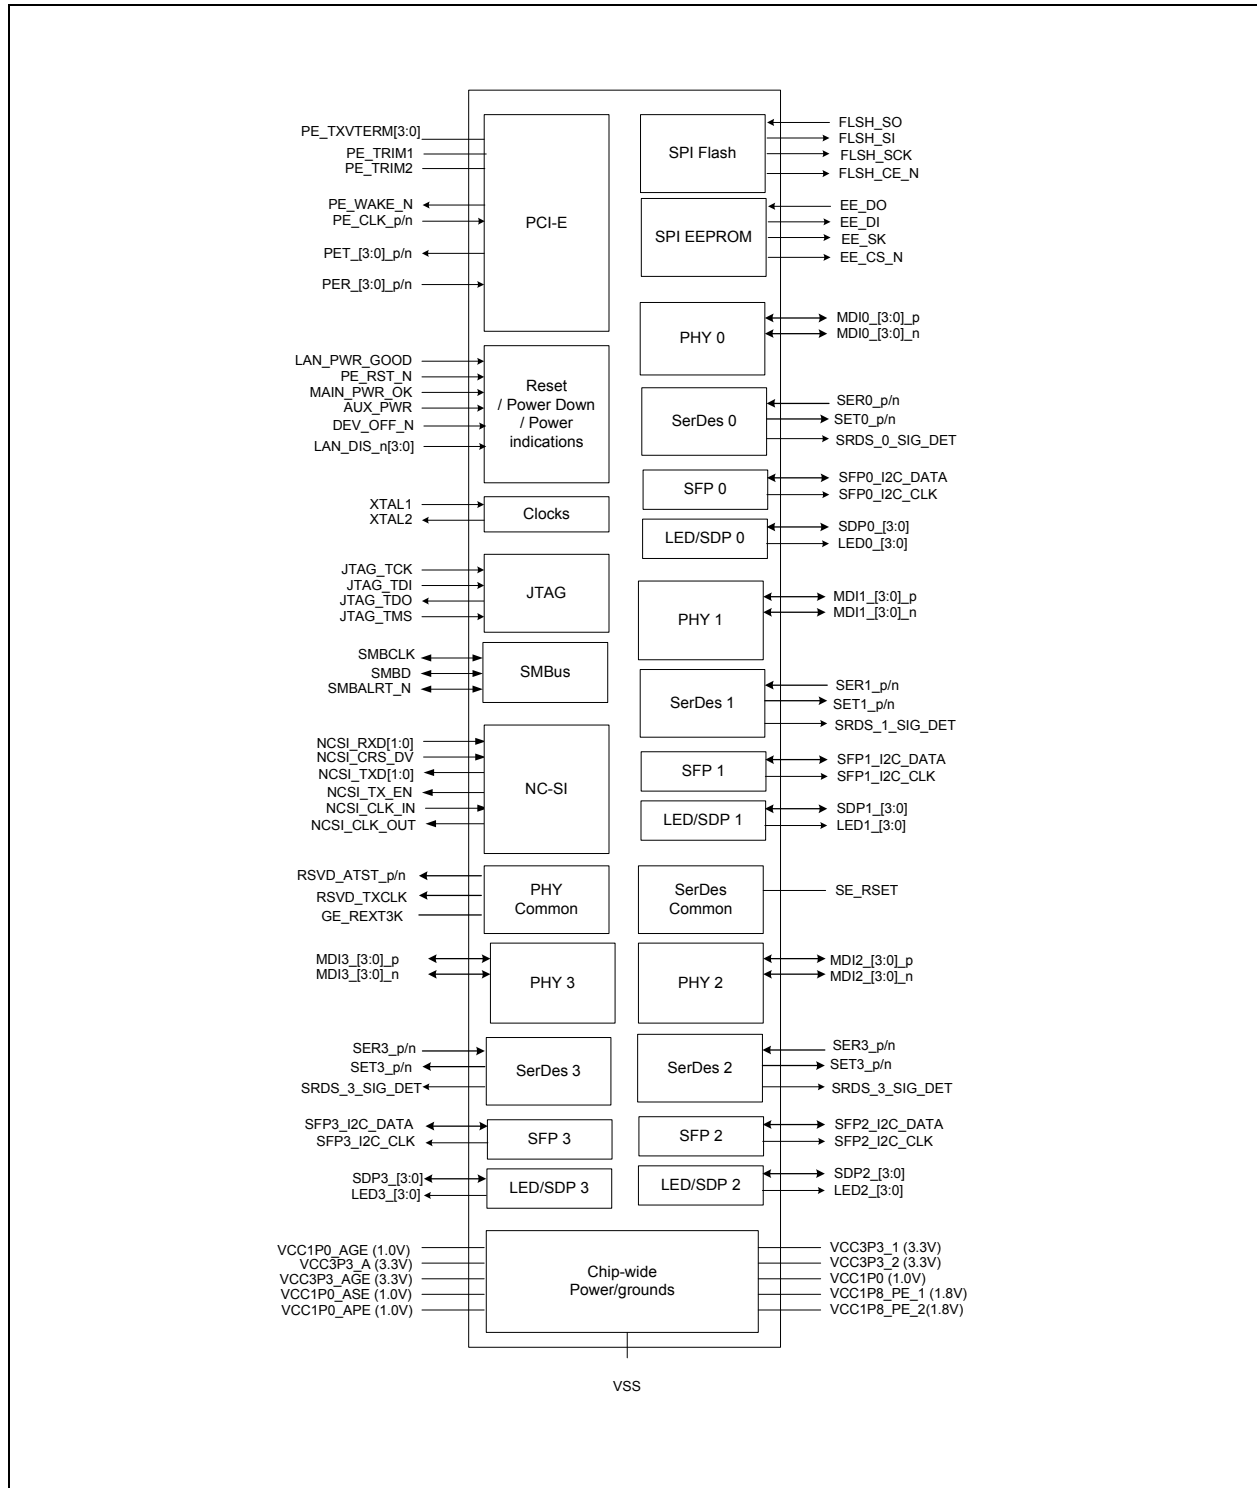 PE_TXVTERM[3:0]
PE_TRIM1
PE_TRIM2
PE_WAKE_N
PE_CLK_p/n
PET_[3:0]_p/n
PER_[3:0]_p/n
PCI-E
SPI Flash
FLSH_SO
FLSH_SI
FLSH_SCK
FLSH_CE_N
SPI EEPROM
EE_DO
EE_DI
EE_SK
EE_CS_N
PHY 0
MDI0_[3:0]_p
MDI0_[3:0]_n
LAN_PWR_GOOD
PE_RST_N
MAIN_PWR_OK
AUX_PWR
DEV_OFF_N
LAN_DIS_n[3:0]
Reset
/ Power Down
/ Power
indications
SerDes 0
SER0_p/n
SET0_p/n
SRDS_0_SIG_DET
SFP 0
SFP0_I2C_DATA
SFP0_I2C_CLK
XTAL1
XTAL2
Clocks
LED/SDP 0
SDP0_[3:0]
LED0_[3:0]
JTAG_TCK
JTAG_TDI
JTAG_TDO
JTAG_TMS
JTAG
PHY 1
MDI1_[3:0]_p
MDI1_[3:0]_n
SMBCLK
SMBD
SMBALRT_N
SMBus
SerDes 1
SER1_p/n
SET1_p/n
SRDS_1_SIG_DET
NCSI_RXD[1:0]
NCSI_CRS_DV
NCSI_TXD[1:0]
NCSI_TX_EN
NCSI_CLK_IN
NCSI_CLK_OUT
NC-SI
SFP 1
SFP1_I2C_DATA
SFP1_I2C_CLK
LED/SDP 1
SDP1_[3:0]
LED1_[3:0]
RSVD_ATST_p/n
RSVD_TXCLK
GE_REXT3K
PHY
Common
SerDes
Common
SE_RSET
MDI3_[3:0]_p
MDI3_[3:0]_n
PHY 3
PHY 2
MDI2_[3:0]_p
MDI2_[3:0]_n
SER3_p/n
SET3_p/n
SRDS_3_SIG_DET
SerDes 3
SerDes 2
SER3_p/n
SET3_p/n
SRDS_3_SIG_DET
SFP3_I2C_DATA
SFP3_I2C_CLK
SFP 3
SFP 2
SFP2_I2C_DATA
SFP2_I2C_CLK
SDP3_[3:0]
LED3_[3:0]
LED/SDP 3
LED/SDP 2
SDP2_[3:0]
LED2_[3:0]
VCC1P0_AGE (1.0V)
VCC3P3_A (3.3V)
VCC3P3_AGE (3.3V)
VCC1P0_ASE (1.0V)
VCC1P0_APE (1.0V)
Chip-wide
Power/grounds
VCC3P3_1 (3.3V)
VCC3P3_2 (3.3V)
VCC1P0 (1.0V)
VCC1P8_PE_1 (1.8V)
VCC1P8_PE_2(1.8V)
VSS